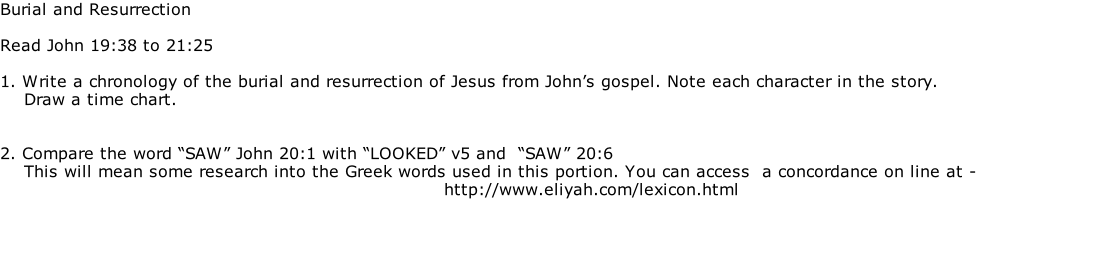 Burial and Resurrection
Read John 19:38 to 21:25
1. Write a chronology of the burial and resurrection of Jesus from John’s gospel. Note each character in the story.
Draw a time chart.
2. Compare the word “SAW” John 20:1 with “LOOKED” v5 and “SAW” 20:6
This will mean some research into the Greek words used in this portion. You can access a concordance on line at -
http://www.eliyah.com/lexicon.html